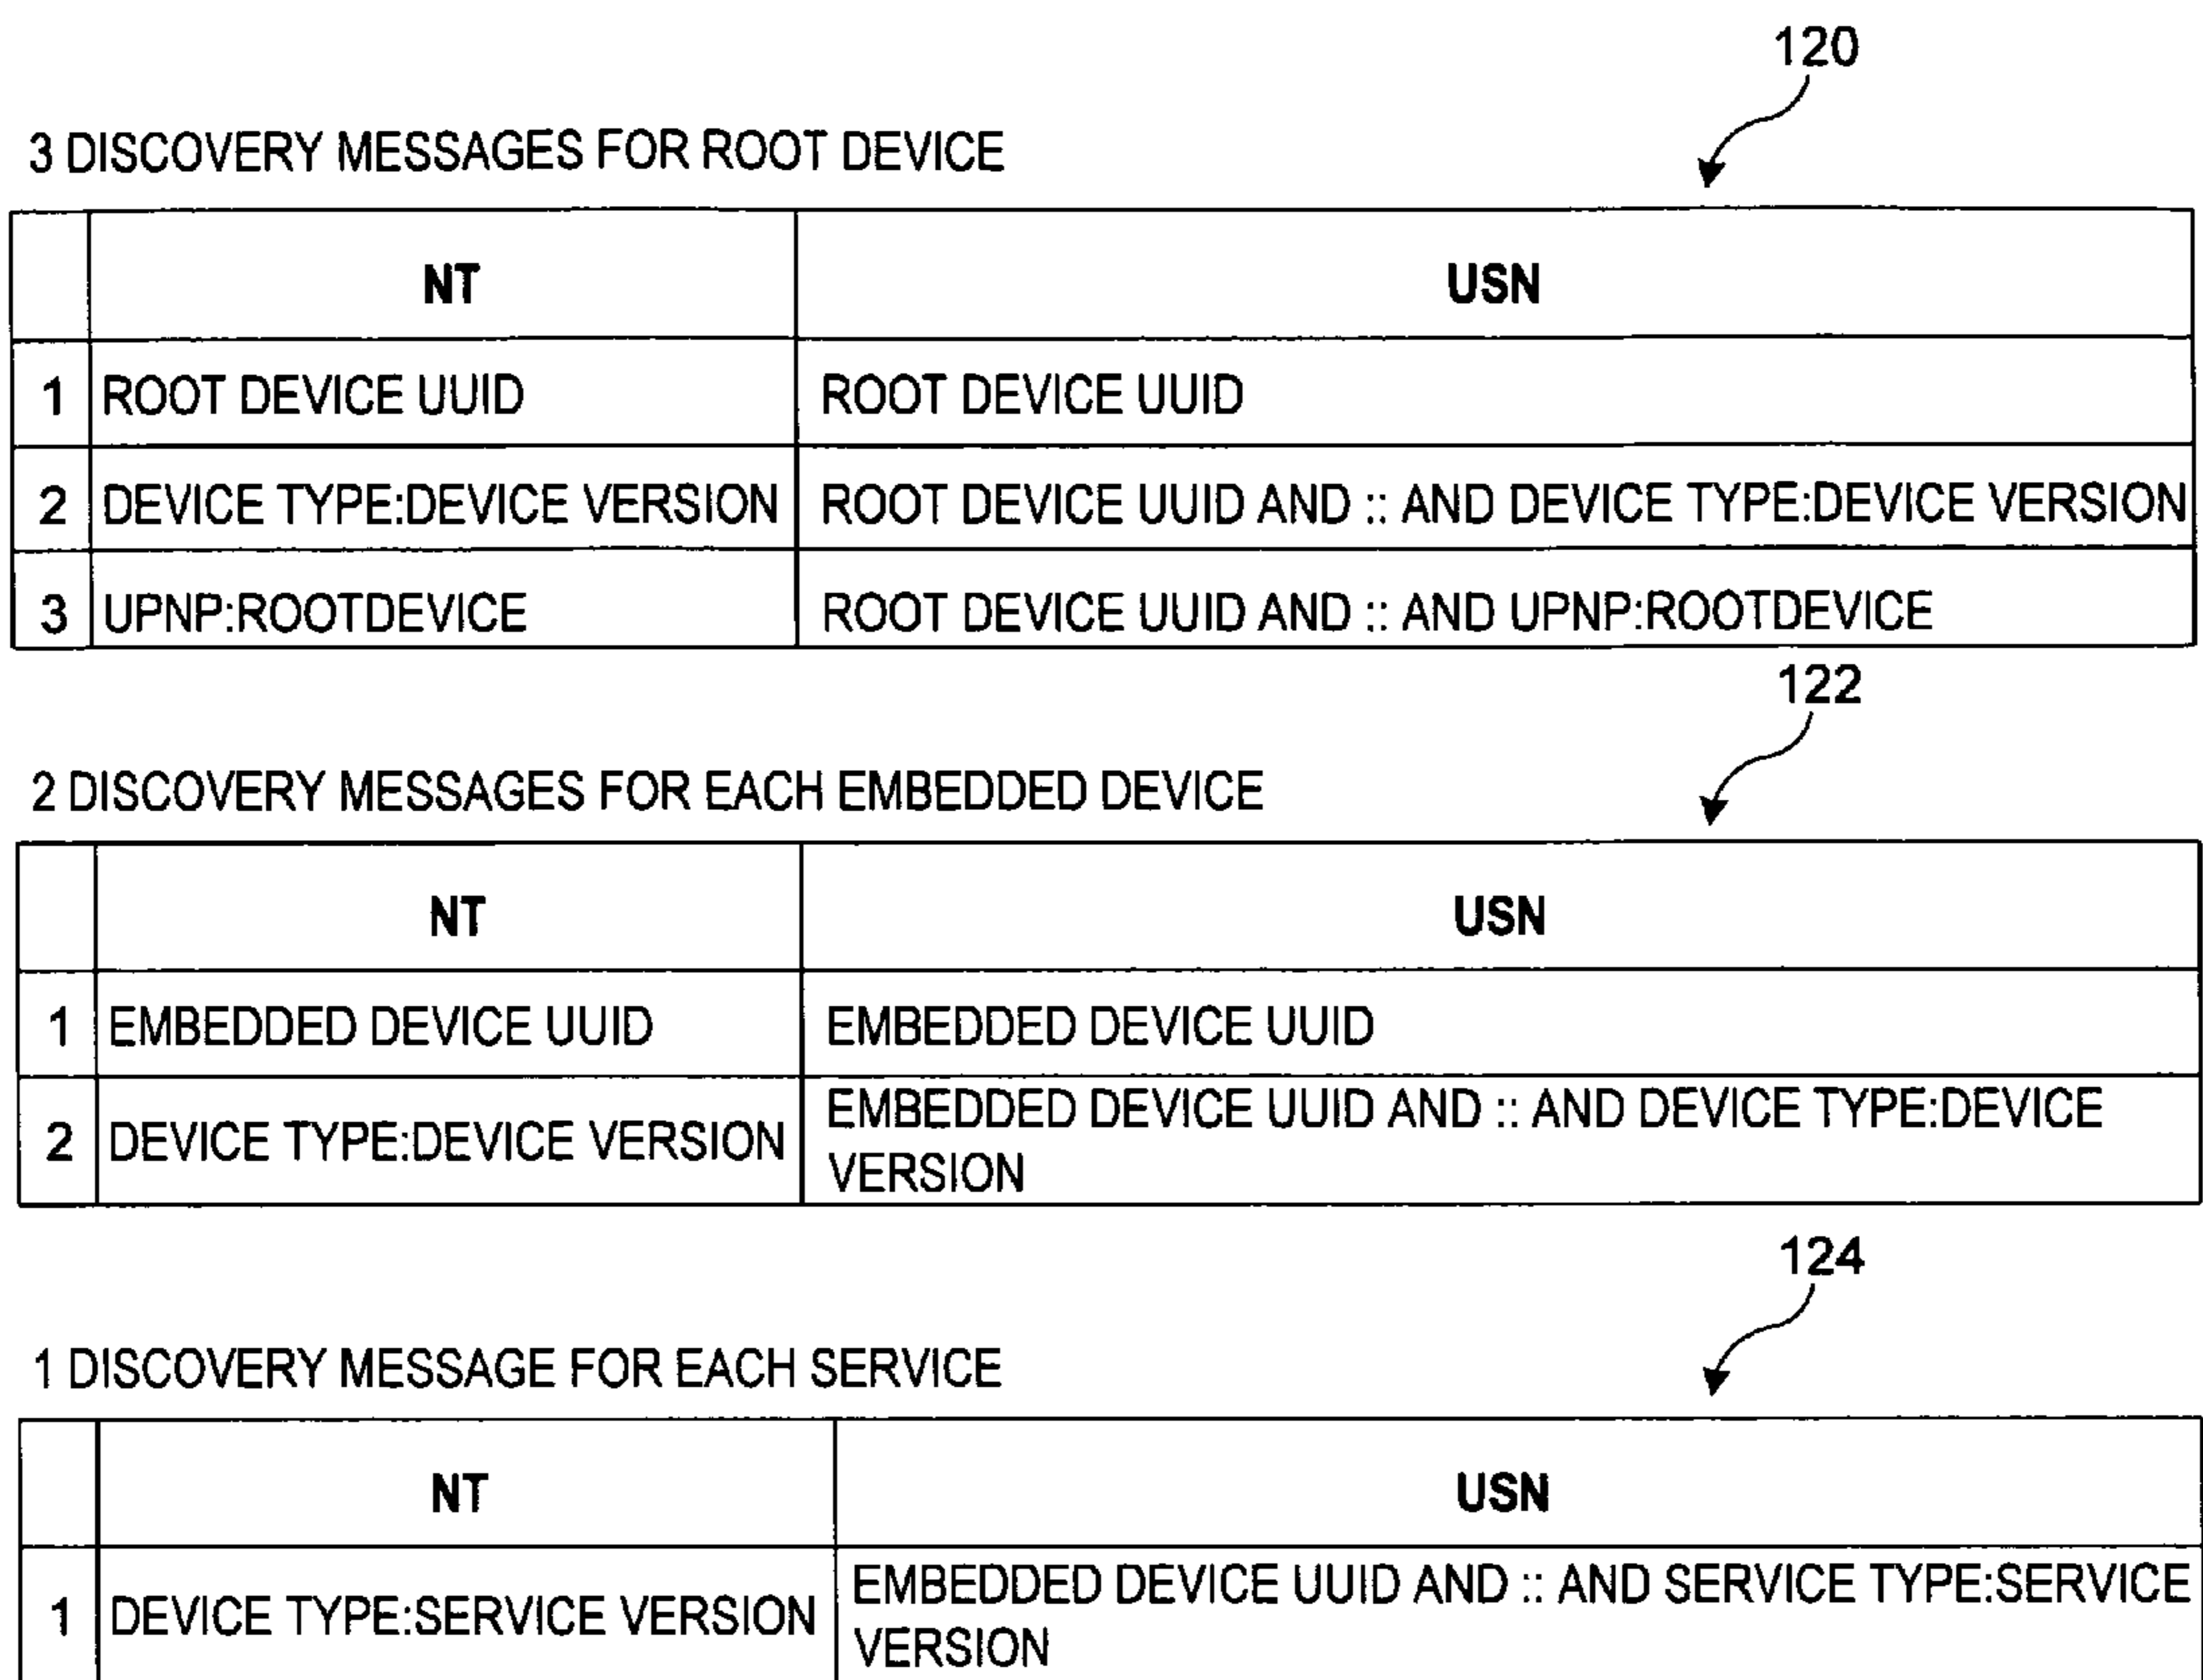 120
3 DISCOVERY MESSAGES FOR ROOT DEVICE
NT USN
1 ROOT DEVICE UUID ROOT DEVICE UUID
2 DEVICE TYPE:DEVICE VERSION ROOT DEVICE UUID AND :: AND DEVICE TYPE:DEVICE VERSION
3 UPNP:ROOTDEVICE ROOT DEVICE UUID AND :: AND UPNP:ROOTDEVICE
122
2 DISCOVERY MESSAGES FOR EACH EMBEDDED DEVICE
NT USN
1 EMBEDDED DEVICE UUID EMBEDDED DEVICE UUID
2 DEVICE TYPE:DEVICE VERSION EMBEDDED DEVICE UUID AND :: AND DEVICE TYPE:DEVICE
VERSION
124
1 DISCOVERY MESSAGE FOR EACH SERVICE
NT USN
1 DEVICE TYPE:SERVICE VERSION EMBEDDED DEVICE UUID AND :: AND SERVICE TYPE:SERVICE
VERSION